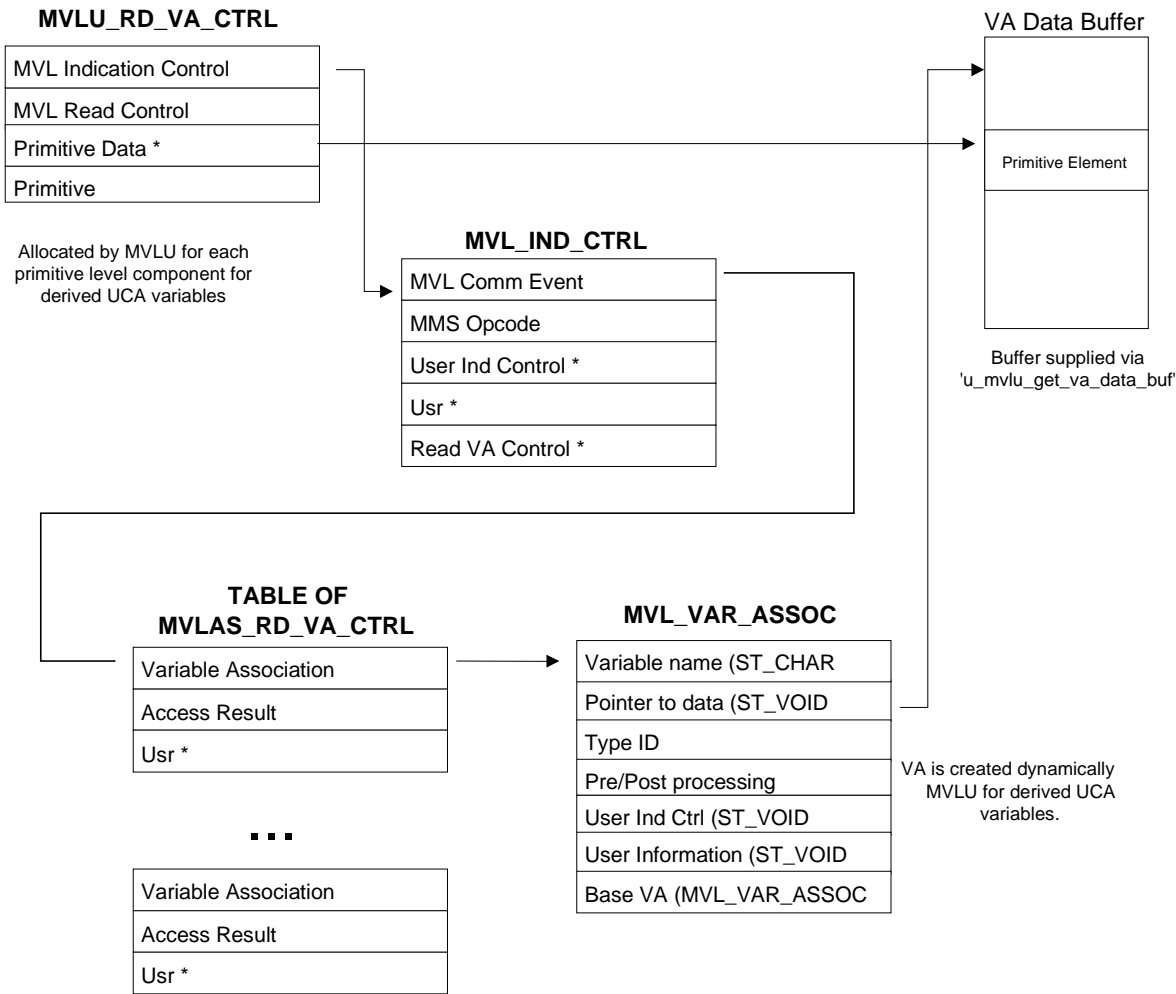 MVLU_RD_VA_CTRL
MVL Indication Control
MVL Read Control
Primitive Data *
Primitive
Allocated by MVLU for each
primitive level component for
derived UCA variables
VA Data Buffer
Primitive Element
Buffer supplied via
'u_mvlu_get_va_data_buf'
MVL_IND_CTRL
MVL Comm Event
MMS Opcode
User Ind Control *
Usr *
Read VA Control *
TABLE OF
MVLAS_RD_VA_CTRL
Variable Association
Access Result
Usr *
...
Variable Association
Access Result
Usr *
MVL_VAR_ASSOC
Variable name (ST_CHAR
Pointer to data (ST_VOID
Type ID
Pre/Post processing
User Ind Ctrl (ST_VOID
User Information (ST_VOID
Base VA (MVL_VAR_ASSOC
VA is created dynamically
MVLU for derived UCA
variables.